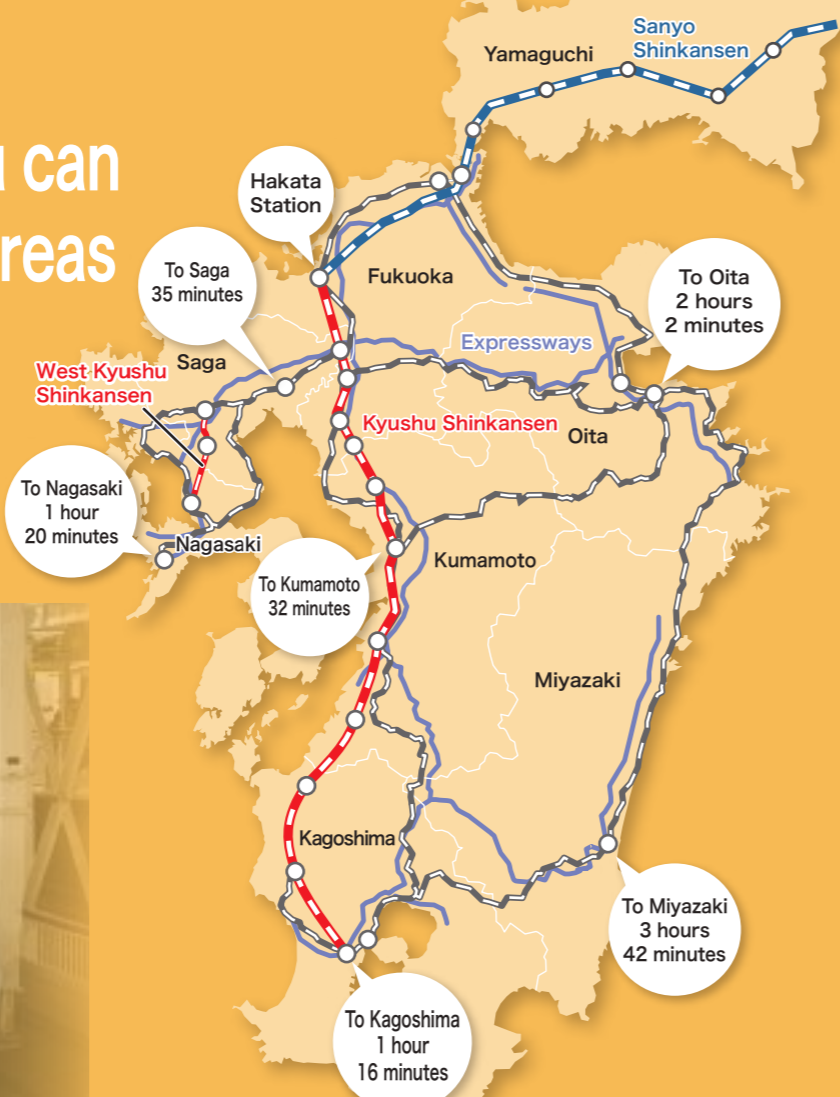 Sanyo
Shinkansen
Yamaguchi
u can
reas
Hakata
Station
To Saga
35 minutes
Fukuoka
To Oita
2 hours
2 minutes
Expressways
Saga
West Kyushu
Shinkansen
Kyushu Shinkansen
Oita
To Nagasaki
1 hour
20 minutes
Nagasaki
Kumamoto
To Kumamoto
32 minutes
Miyazaki
Kagoshima
To Miyazaki
3 hours
42 minutes
To Kagoshima
1 hour
16 minutes